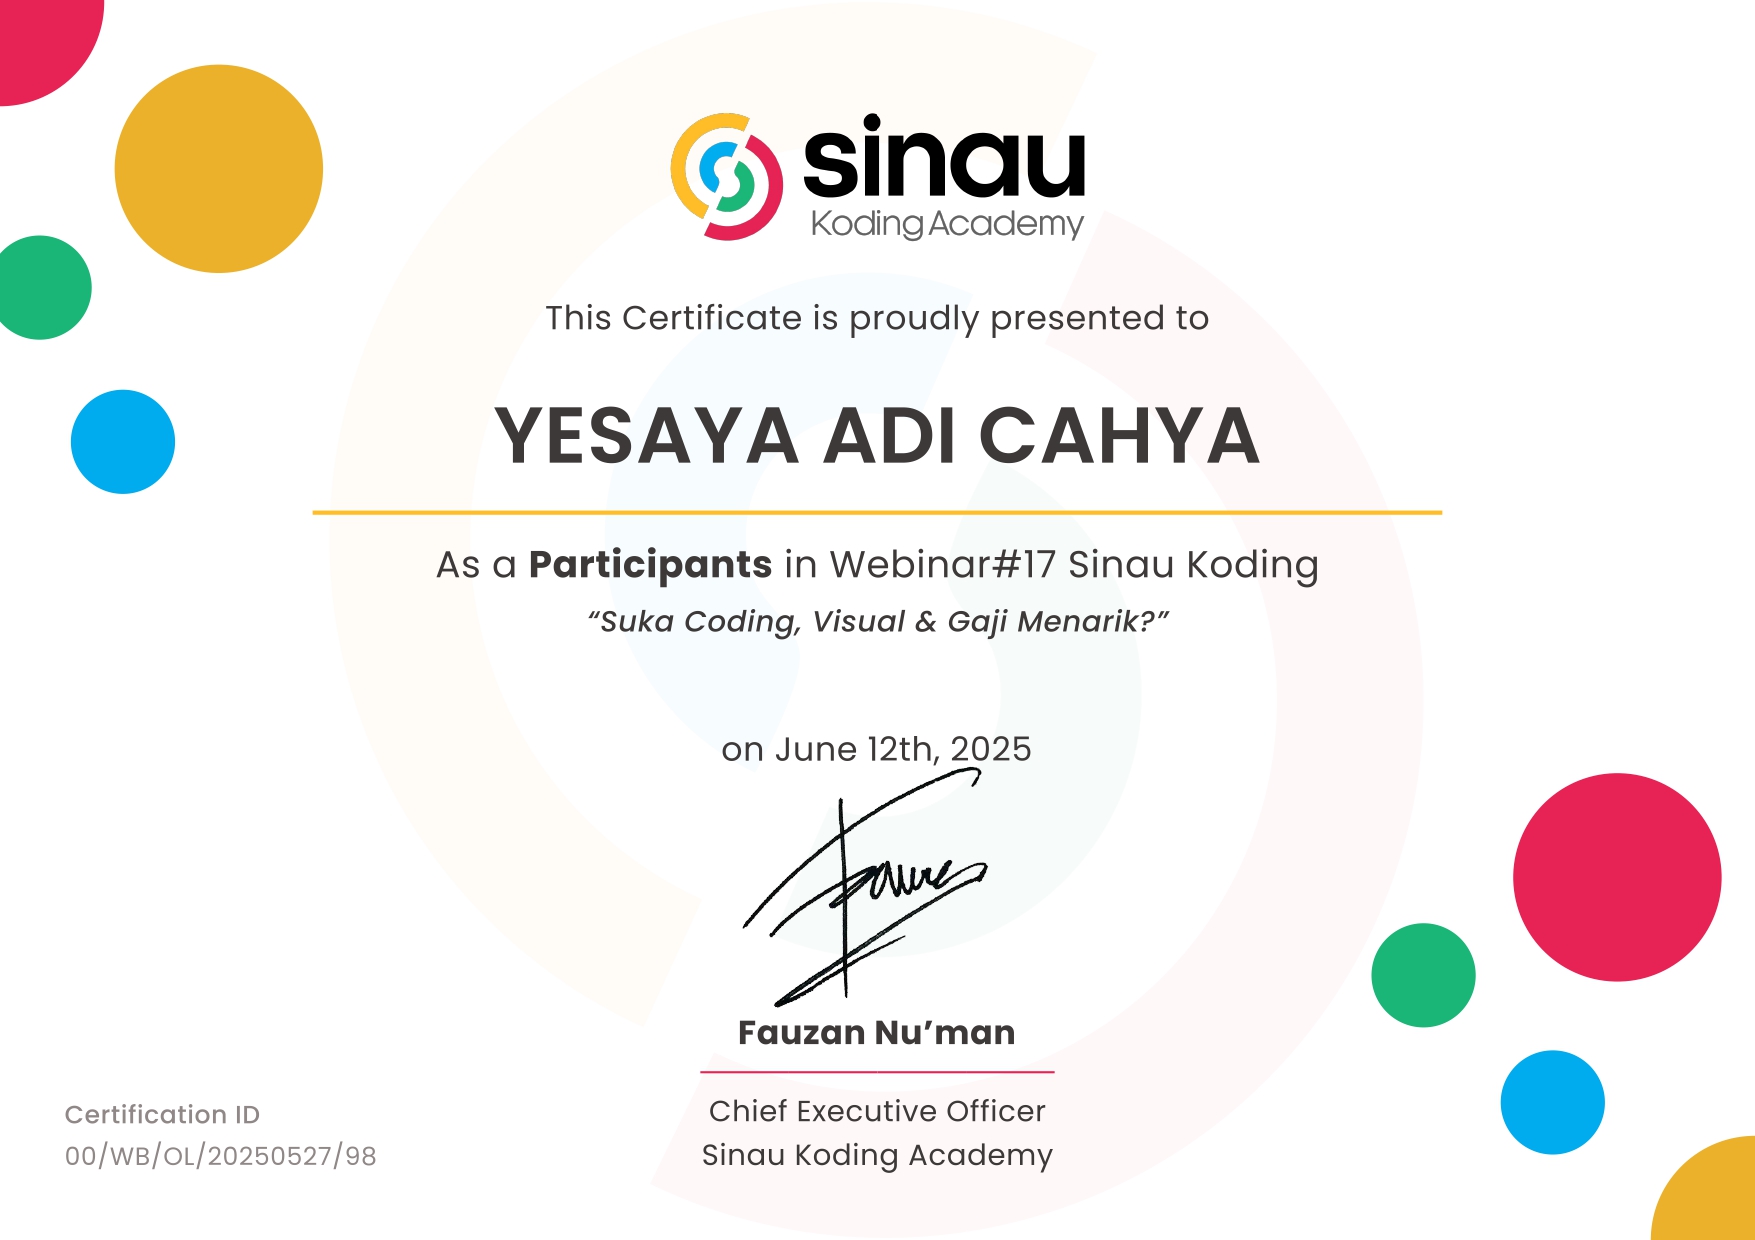 sinau
Koding Academy
This Certificate is proudly presented to
YESAYA ADI CAHYA
As a Participants in Webinar#17 Sinau Koding
“Suka Coding, Visual & Gaji Menarik?”
on June 12th, 2025
Fauzan Nu’man
Chief Executive Officer
Sinau Koding Academy
Certification ID
00/WB/OL/20250527/98